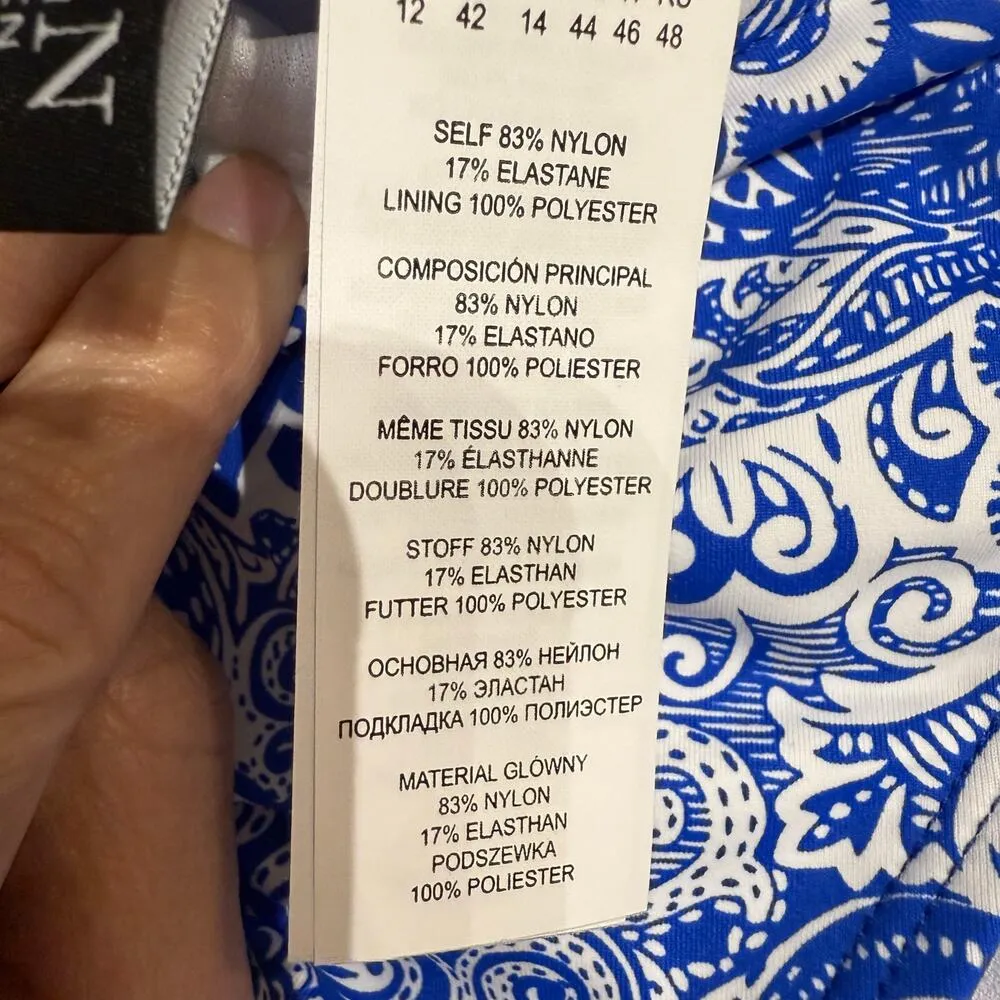 12 42 14 44 46 48
SELF 83% NYLON
17% ELASTANE
LINING 100% POLYESTER
COMPOSICIÓN PRINCIPAL
83% NYLON
17% ELASTANO
FORRO 100% POLIESTER
MÊME TISSU 83% NYLON
17% ÉLASTHANNE
DOUBLURE 100% POLYESTER
STOFF 83% NYLON
17% ELASTHAN
FUTTER 100% POLYESTER
ОСНОВНАЯ 83% НЕЙЛОН
17% ЭЛАСТАН
ПОДКЛАДКА 100% ПОЛИЭСТЕР
MATERIAL GLÓWNY
83% NYLON
17% ELASTHAN
PODSZEWKA
100% POLIESTER